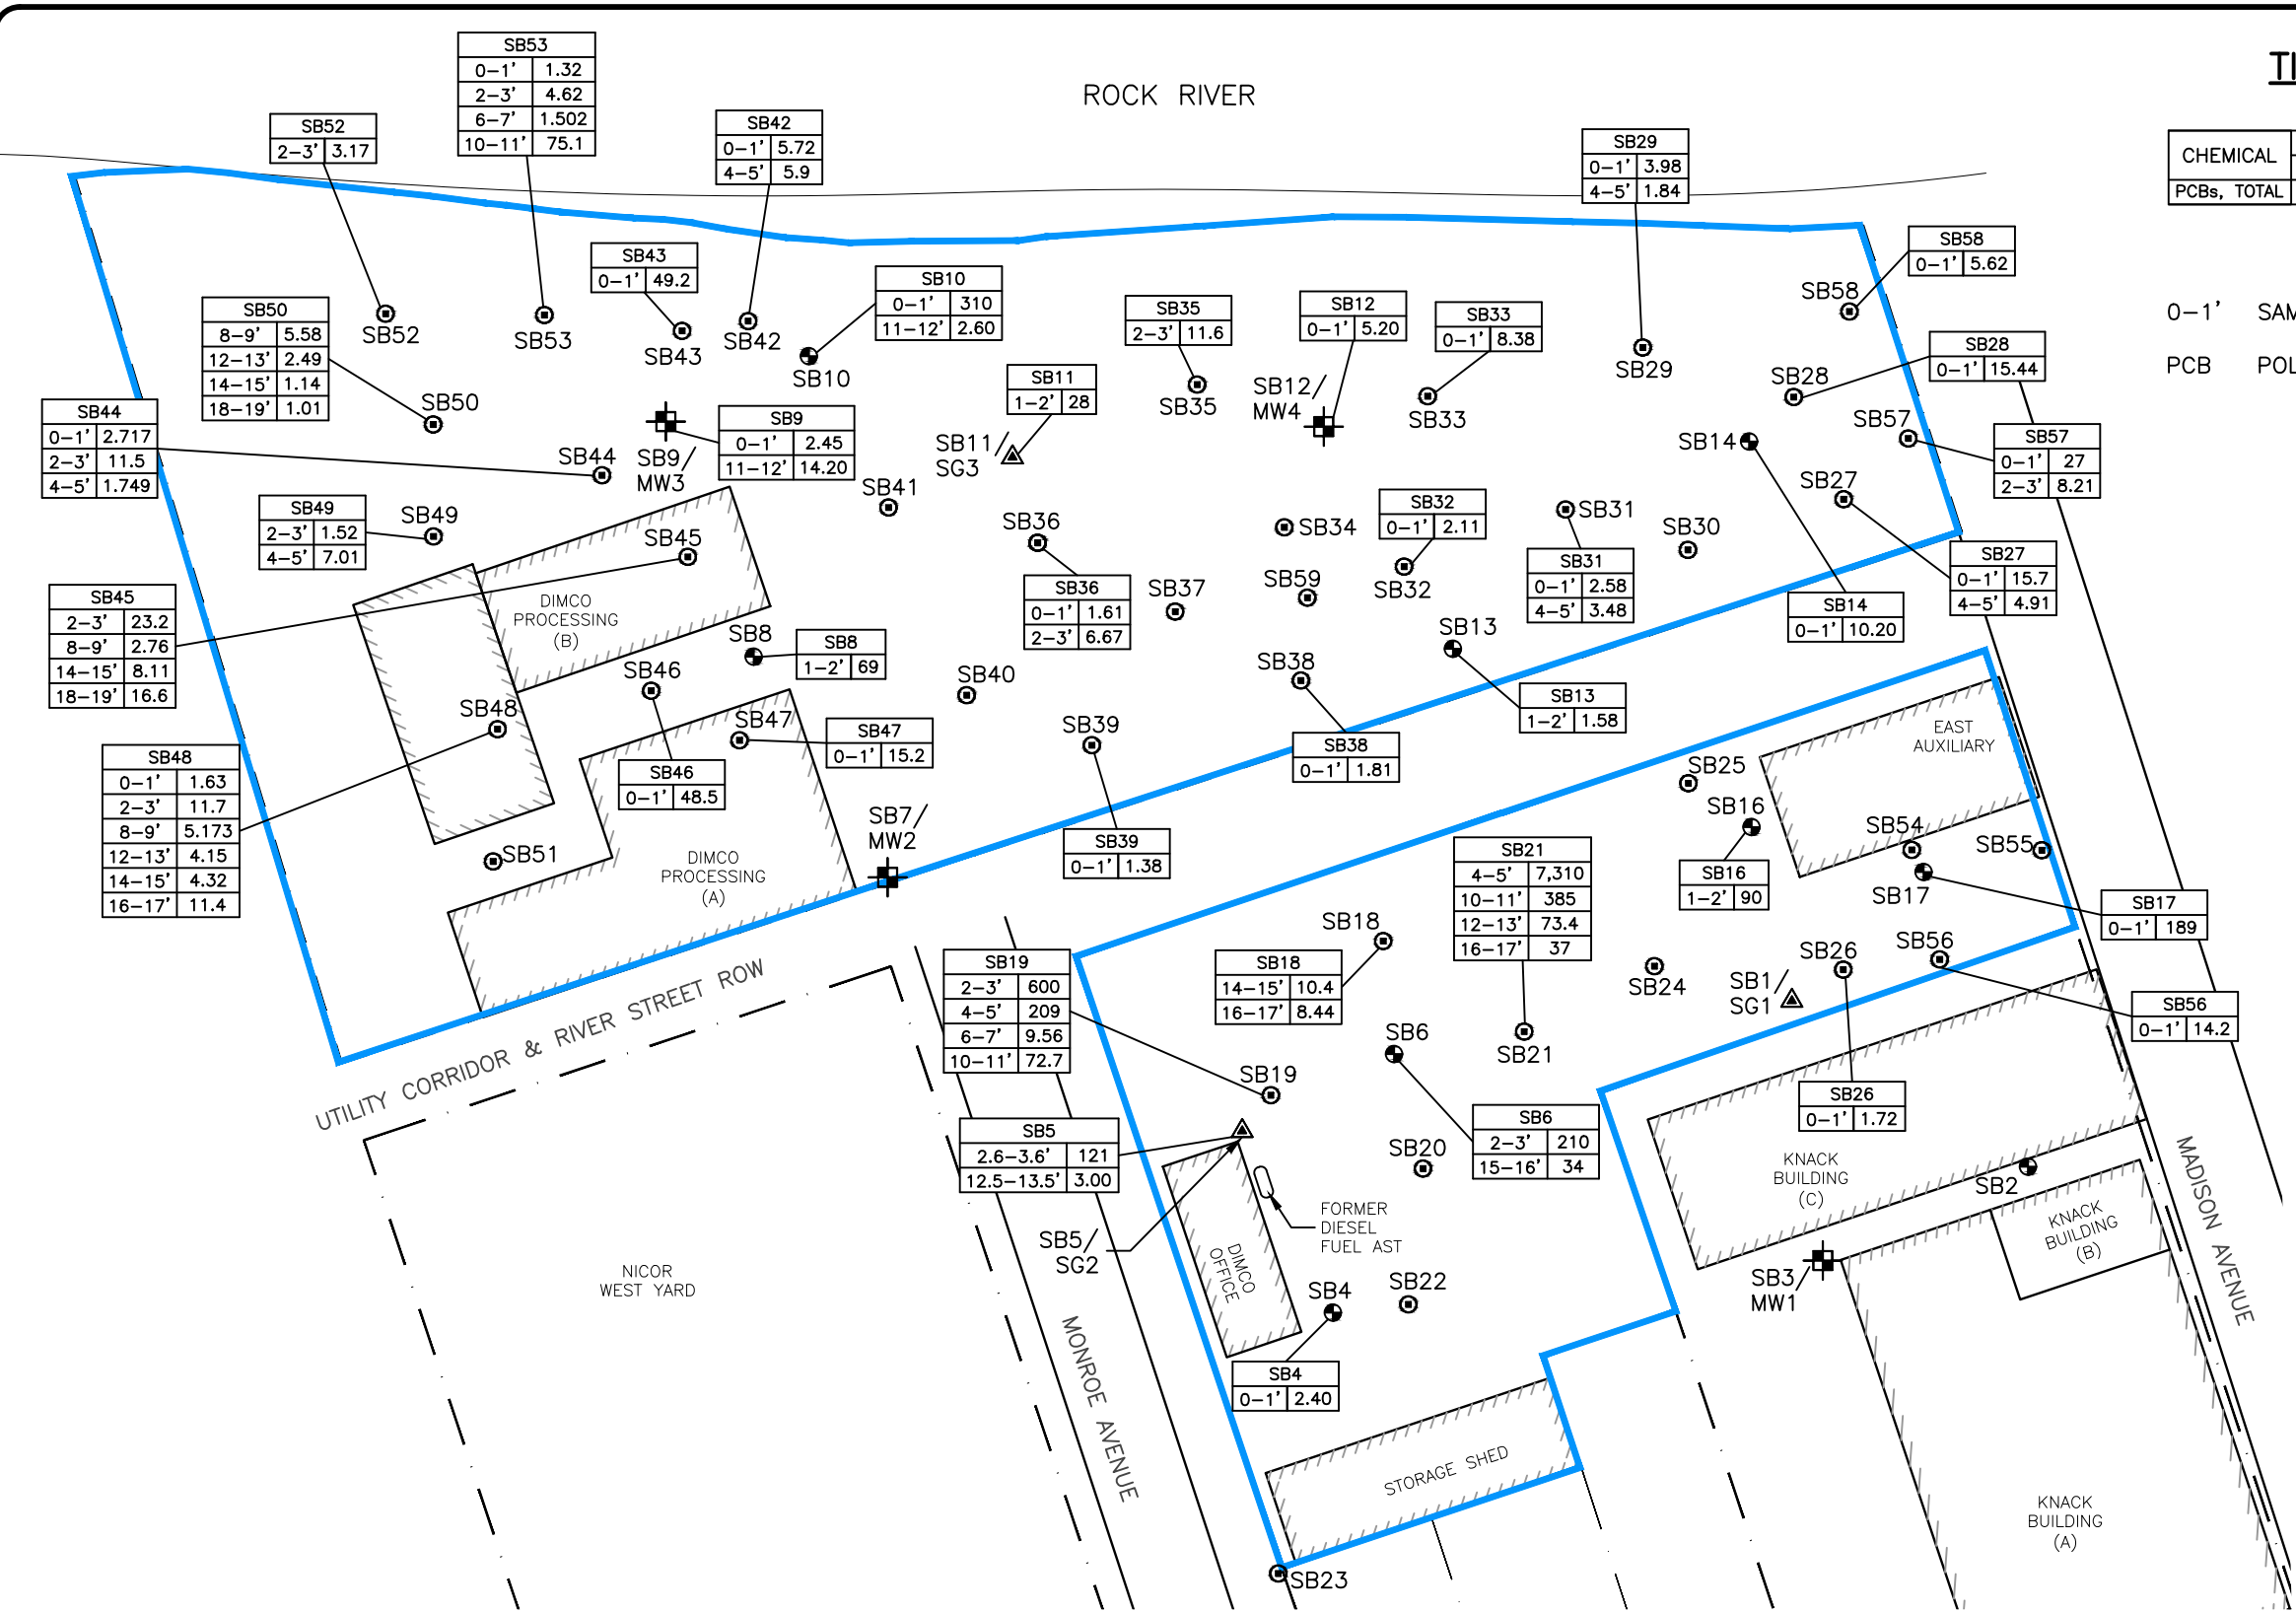 ROCK RIVER
TI
CHEMICAL
PCBs, TOTAL
0-1' SAM
PCB POL
SB53
0-1' 1.32
2-3' 4.62
6-7' 1.502
10-11' 75.1
SB52
2-3' 3.17
SB42
0-1' 5.72
4-5' 5.9
SB29
0-1' 3.98
4-5' 1.84
SB58
0-1' 5.62
SB43
0-1' 49.2
SB10
0-1' 310
11-12' 2.60
SB50
8-9' 5.58
12-13' 2.49
14-15' 1.14
18-19' 1.01
SB35
2-3' 11.6
SB12
0-1' 5.20
SB33
0-1' 8.38
SB28
0-1' 15.44
SB11
1-2' 28
SB44
0-1' 2.717
2-3' 11.5
4-5' 1.749
SB9
0-1' 2.45
11-12' 14.20
SB57
0-1' 27
2-3' 8.21
SB49
2-3' 1.52
4-5' 7.01
SB32
0-1' 2.11
SB31
0-1' 2.58
4-5' 3.48
SB27
0-1' 15.7
4-5' 4.91
SB36
0-1' 1.61
2-3' 6.67
SB45
2-3' 23.2
8-9' 2.76
14-15' 8.11
18-19' 16.6
SB14
0-1' 10.20
SB8
1-2' 69
SB13
1-2' 1.58
SB47
0-1' 15.2
SB38
0-1' 1.81
SB48
0-1' 1.63
2-3' 11.7
8-9' 5.173
12-13' 4.15
14-15' 4.32
16-17' 11.4
SB46
0-1' 48.5
SB39
0-1' 1.38
SB21
4-5' 7,310
10-11' 385
12-13' 73.4
16-17' 37
SB16
1-2' 90
SB17
0-1' 189
SB19
2-3' 600
4-5' 209
6-7' 9.56
10-11' 72.7
SB18
14-15' 10.4
16-17' 8.44
SB56
0-1' 14.2
SB26
0-1' 1.72
SB5
2.6-3.6' 121
12.5-13.5' 3.00
SB6
2-3' 210
15-16' 34
SB4
0-1' 2.40
SB52
SB53
SB43
SB42
SB10
SB35
SB12/
MW4
SB33
SB29
SB58
SB28
SB57
SB50
SB44
SB9/
MW3
SB11/
SG3
SB14
SB27
SB49
SB45
SB41
SB36
SB34
SB31
SB30
SB59
SB32
SB37
DIMCO
PROCESSING
(B)
SB8
SB13
SB46
SB40
SB38
SB48
SB47
SB39
EAST
AUXILIARY
SB25
SB16
SB7/
MW2
SB54
SB55
SB51
DIMCO
PROCESSING
(A)
SB17
SB18
SB26
SB56
SB24
SB1/
SG1
UTILITY CORRIDOR & RIVER STREET ROW
SB6
SB21
SB19
SB20
KNACK
BUILDING
(C)
SB2
FORMER
DIESEL
FUEL AST
KNACK
BUILDING
(B)
MADISON AVENUE
SB5/
SG2
DIMCO
OFFICE
NICOR
WEST YARD
SB4
SB22
SB3/
MW1
MONROE AVENUE
STORAGE SHED
KNACK
BUILDING
(A)
SB23